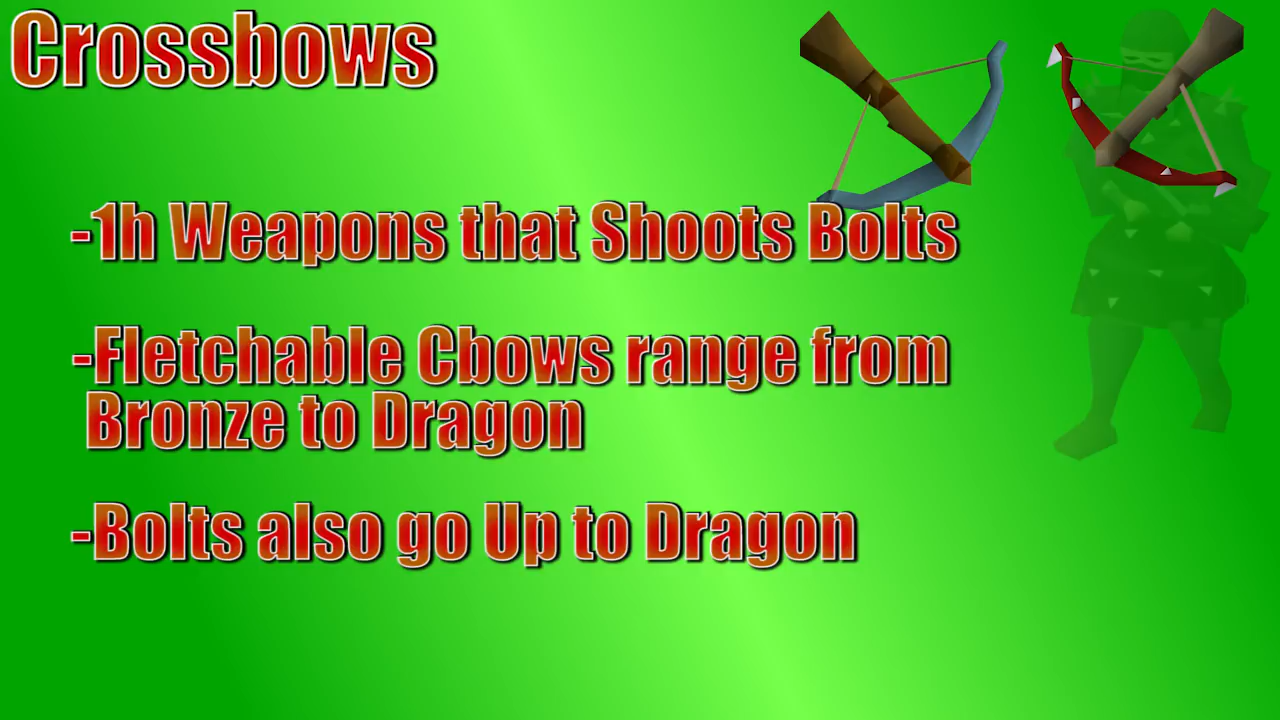 Crossbows
-1h Weapons that Shoots Bolts
-Fletchable Cbows range from
Bronze to Dragon
-Bolts also go Up to Dragon